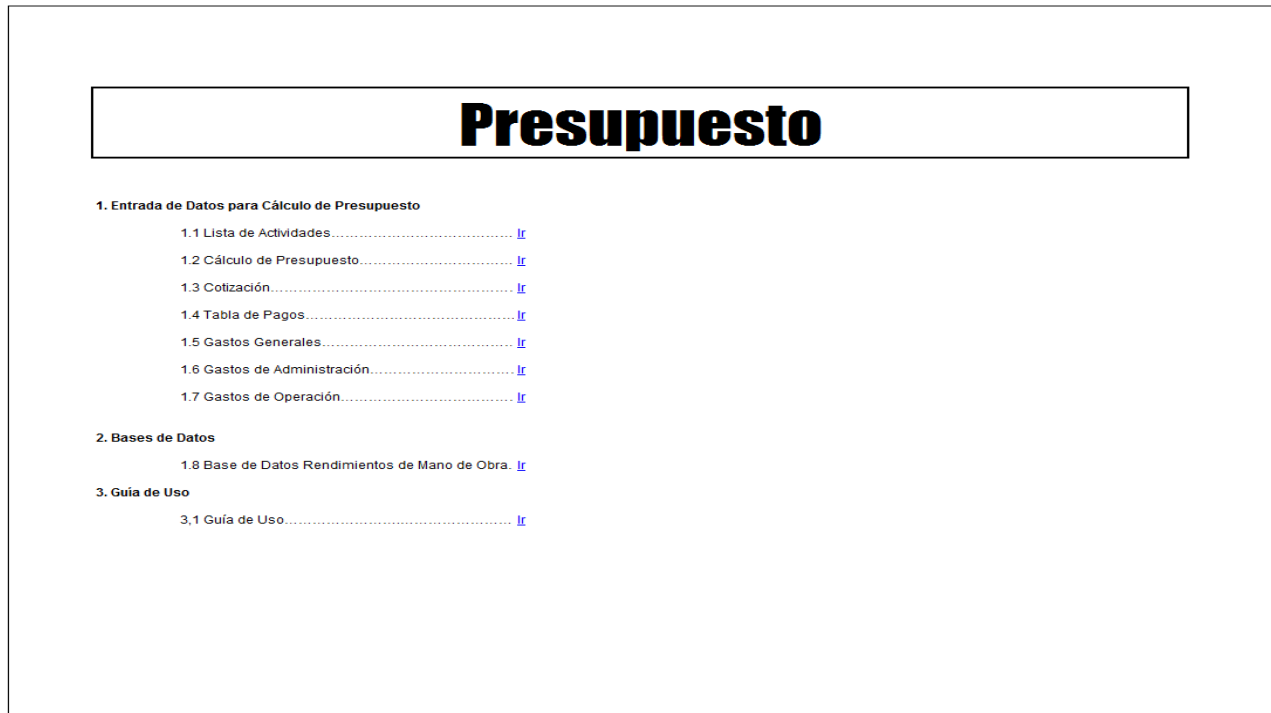 Presupuesto
1. Entrada de Datos para Cálculo de Presupuesto
1.1 Lista de Actividades………………………………… Ir
1.2 Cálculo de Presupuesto…………………………… Ir
1.3 Cotización…………………………………………… Ir
1.4 Tabla de Pagos……………………………………… Ir
1.5 Gastos Generales………………………………….. Ir
1.6 Gastos de Administración…………………………. Ir
1.7 Gastos de Operación………………………………. Ir
2. Bases de Datos
1.8 Base de Datos Rendimientos de Mano de Obra. Ir
3. Guía de Uso
3,1 Guía de Uso………………………………………… Ir